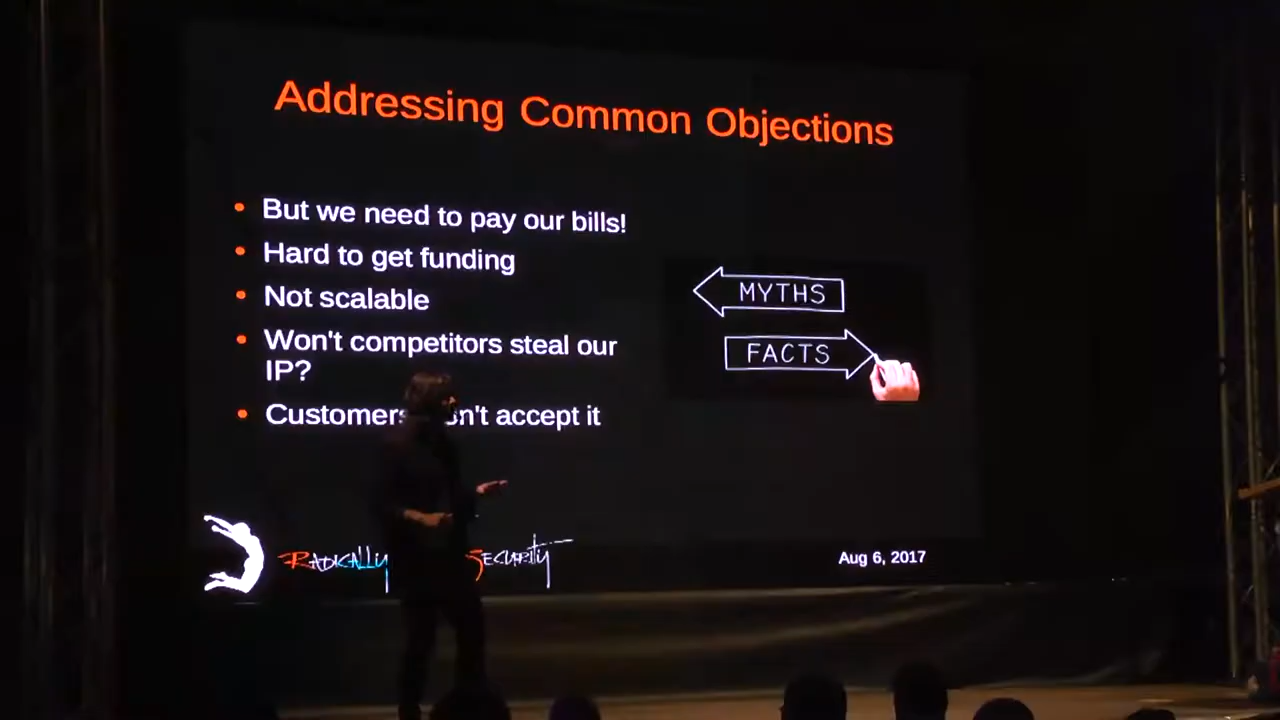 Addressing Common Objections
• But we need to pay our bills!
• Hard to get funding
• Not scalable
• Won't competitors steal our
IP?
• Customers n't accept it
MYTHS
FACTS
RADICALLY SECURITY
Aug 6, 2017